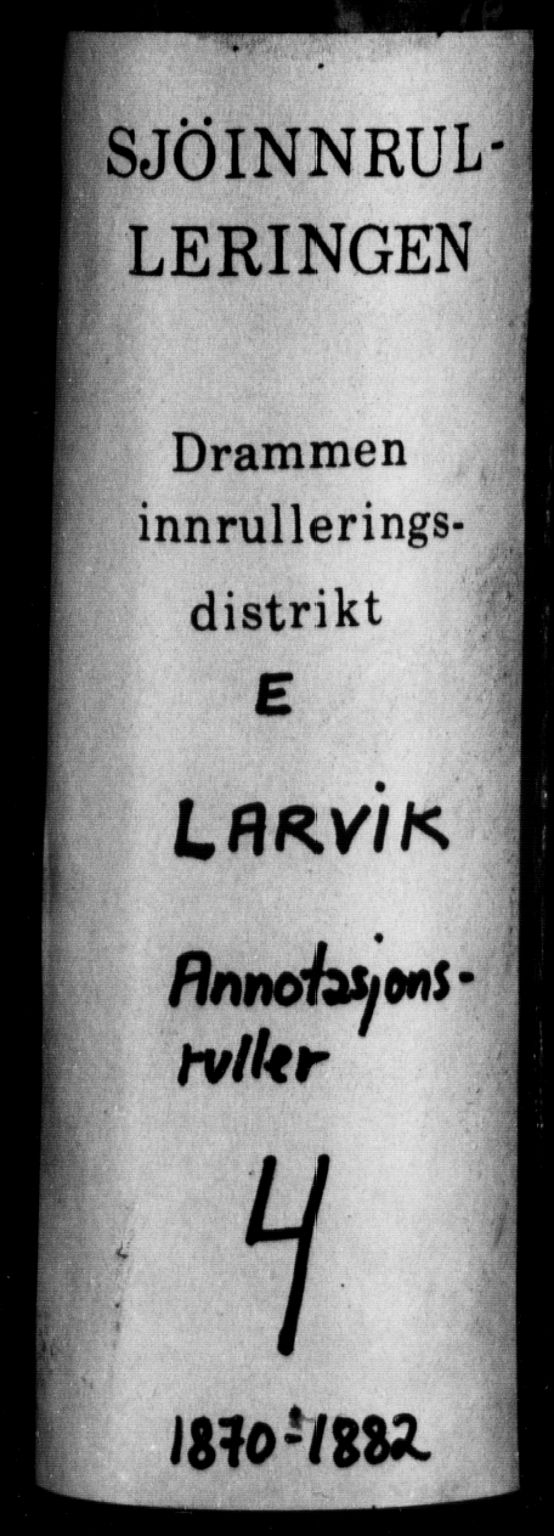 SJÖINNRUL-
LERINGEN
Drammen
innrullerings-
distrikt
E
LARVIK
Annotasjons-
ruller
4
1870-1882